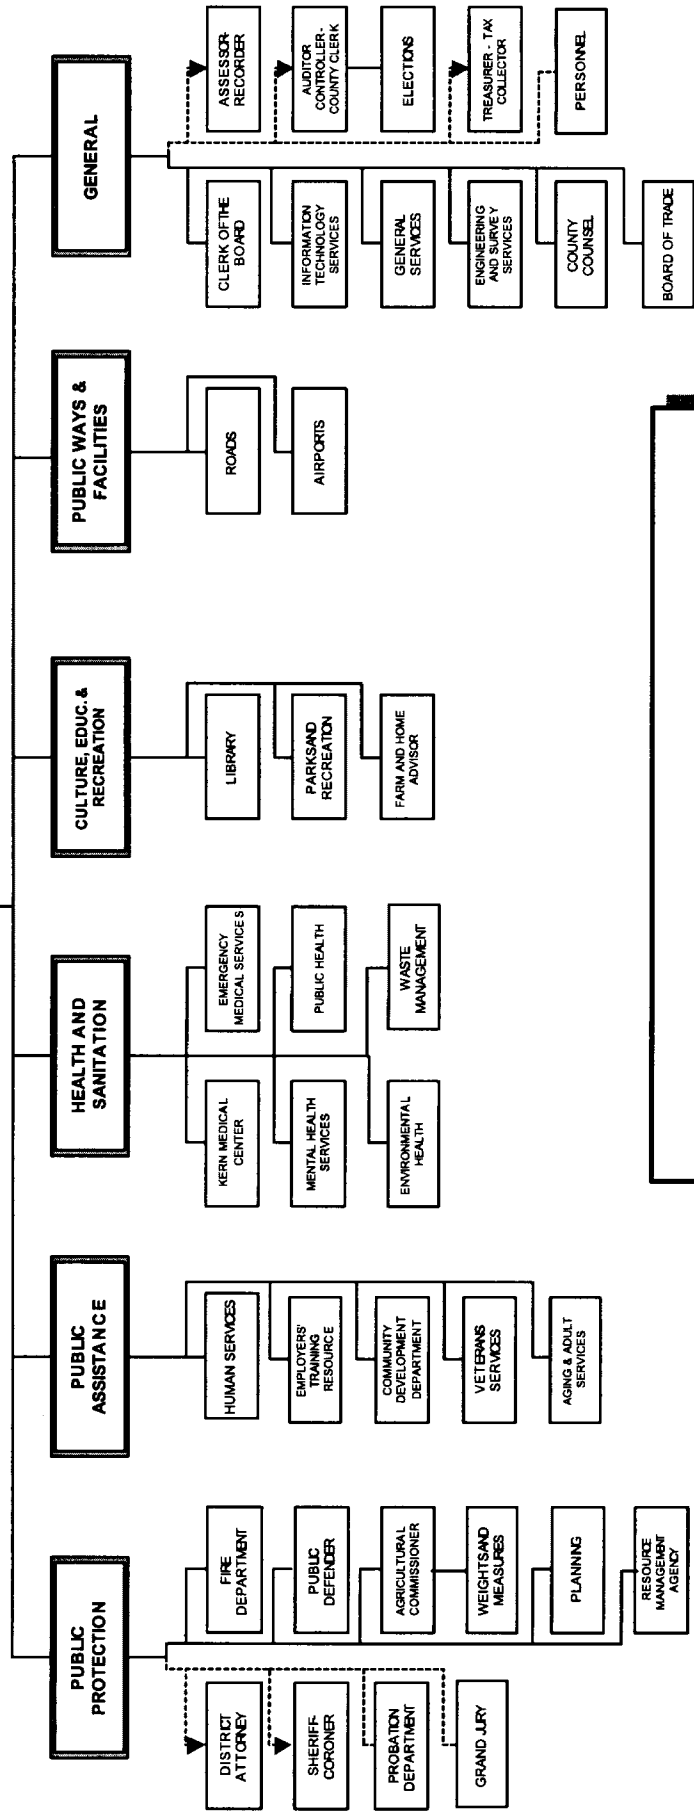 PUBLIC
PROTECTION
DISTRICT
ATTORNEY
SHERIFF-
CORONER
PROBATION
DEPARTMENT
GRAND JURY
FIRE
DEPARTMENT
PUBLIC
DEFENDER
AGRICULTURAL
COMMISSIONER
WEIGHTSAND
MEASURES
PLANNING
RESOURCE
MANAGEMENT
AGENCY
PUBLIC
ASSISTANCE
HUMAN SERVICES
EMPLOYERS'
TRAINING
RESOURCE
COMMUNITY
DEVELOPMENT
DEPARTMENT
VETERANS
SERVICES
AGING & ADULT
SERVICES
HEALTH AND
SANITATION
KERN MEDICAL
CENTER
MENTAL HEALTH
SERVICES
ENVIRONMENTAL
HEALTH
EMERGENCY
MEDICAL SERVICES
PUBLIC HEALTH
WASTE
MANAGEMENT
CULTURE, EDUC. &
RECREATION
LIBRARY
PARKSAND
RECREATION
FARM AND HOME
ADVISOR
PUBLIC WAYS &
FACILITIES
ROADS
AIRPORTS
GENERAL
CLERK OF THE
BOARD
INFORMATION
TECHNOLOGY
SERVICES
GENERAL
SERVICES
ENGINEERING
AND SURVEY
SERVICES
COUNTY
COUNSEL
BOARD OF TRADE
ASSESSOR-
RECORDER
AUDITOR
CONTROLLER-
COUNTY CLERK
ELECTIONS
TREASURER - TAX
COLLECTOR
PERSONNEL